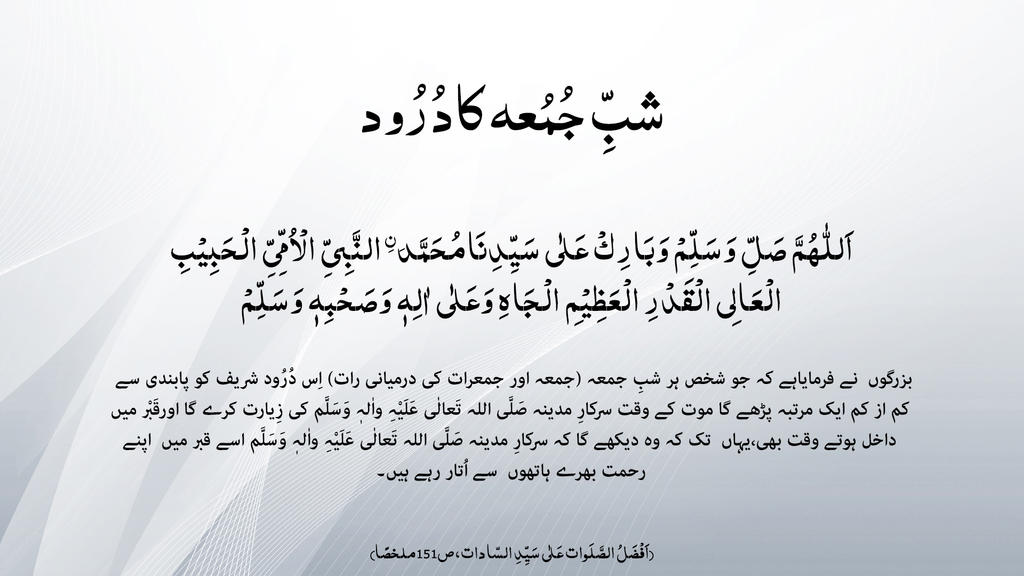 شبِّ جُمُعه کا دُرُود
اَللّٰهُمَّ صَلِّ وَسَلِّمْ وَبَارِكْ عَلٰى سَيِّدِنَا مُحَمَّدِ ۨ النَّبِىِّ الْاُمِّىِّ الْحَبِيْبِ
الْعَالِى الْقَدْرِ الْعَظِيْمِ الْجَاهِ وَعَلٰى اٰلِهٖ وَصَحْبِهٖ وَسَلِّمْ
بزرگوں نے فرمایاہے کہ جو شخص ہر شبِ جمعہ (جمعہ اور جمعرات کی درمیانی رات) اِس دُرُود شریف کو پابندی سے
کم از کم ایک مرتبہ پڑھے گا موت کے وقت سرکارِ مدینہ صَلَّی اللہ تَعالٰی عَلَیْہِ واٰلہٖ وَسَلَّم کی زِیارت کرے گا اورقَبْر میں
داخل ہوتے وقت بھی،یہاں تک کہ وہ دیکھے گا کہ سرکارِ مدینہ صَلَّی اللہ تَعالٰی عَلَیْہِ واٰلہٖ وَسَلَّم اسے قبر میں اپنے
رحمت بھرے ہاتھوں سے اُتار رہے ہیں۔
(اَفْضَلُ الصَّلَوات عَلٰی سَیِّدِ السّادات،ص151ملخصًا)